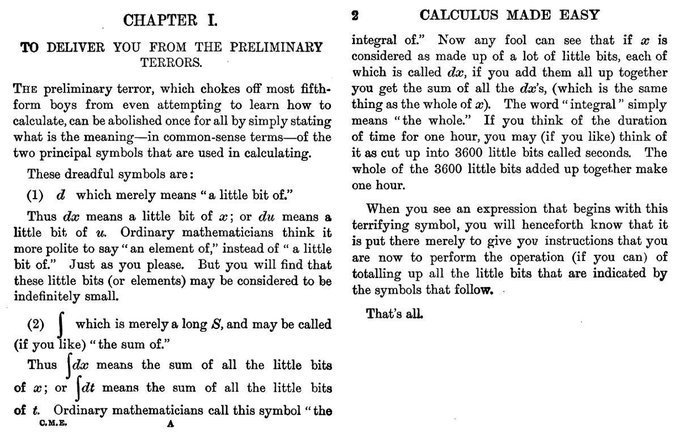 CHAPTER I.
TO DELIVER YOU FROM THE PRELIMINARY
TERRORS.
THE preliminary terror, which chokes off most fifth-
form boys from even attempting to learn how to
calculate, can be abolished once for all by simply stating
what is the meaning—in common-sense terms—of the
two principal symbols that are used in calculating.
These dreadful symbols are:
(1) d which merely means "a little bit of."
Thus dx means a little bit of x; or du means a
little bit of u. Ordinary mathematicians think it
more polite to say "an element of," instead of "a little
bit of." Just as you please. But you will find that
these little bits (or elements) may be considered to be
indefinitely small.
(2) ∫ which is merely a long S, and may be called
(if you like) "the sum of."
Thus ∫dx means the sum of all the little bits
of x; or ∫dt means the sum of all the little bits
of t. Ordinary mathematicians call this symbol "the
C.M.E. A
2 CALCULUS MADE EASY
integral of." Now any fool can see that if x is
considered as made up of a lot of little bits, each of
which is called dx, if you add them all up together
you get the sum of all the dx's, (which is the same
thing as the whole of x). The word "integral" simply
means "the whole." If you think of the duration
of time for one hour, you may (if you like) think of
it as cut up into 3600 little bits called seconds. The
whole of the 3600 little bits added up together make
one hour.
When you see an expression that begins with this
terrifying symbol, you will henceforth know that it
is put there merely to give you instructions that you
are now to perform the operation (if you can) of
totalling up all the little bits that are indicated by
the symbols that follow.
That's all.